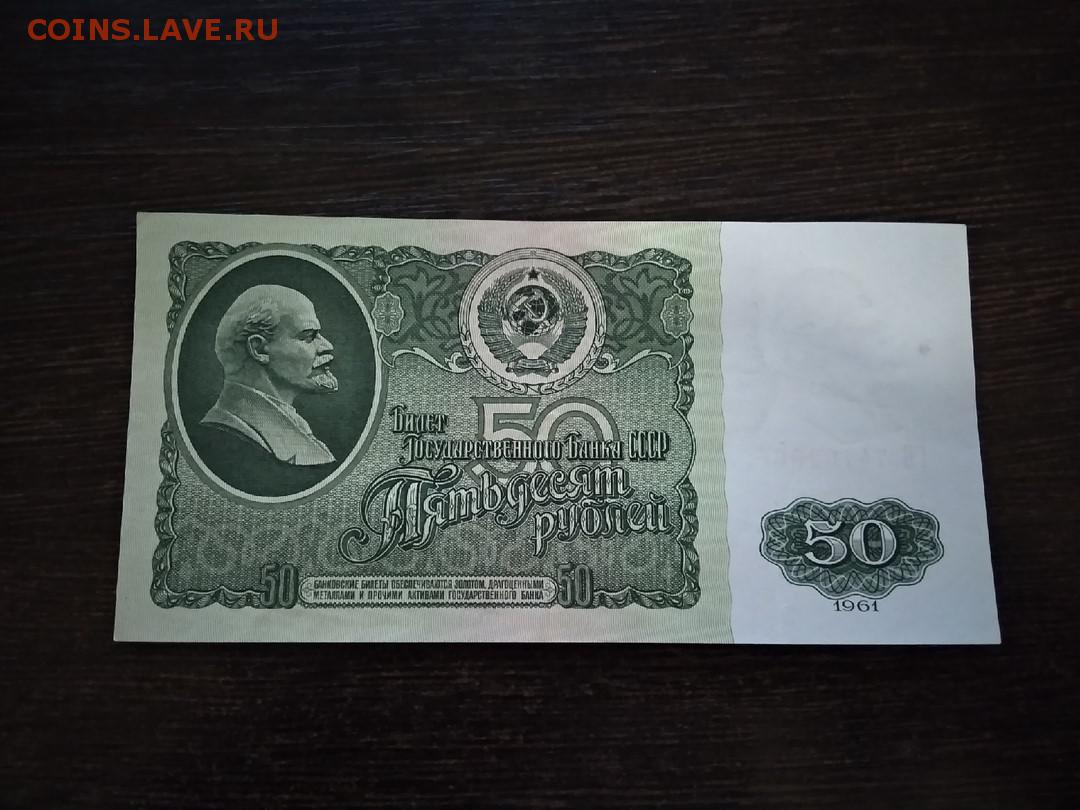 COINS.LAVE.RU
Билет
Государственного Банка СССР
50
Пятьдесят
рублей
50 БАНКОВСКИЕ БИЛЕТЫ ОБЕСПЕЧИВАЮТСЯ ЗОЛОТОМ, ДРАГОЦЕННЫМИ 50
МЕТАЛЛАМИ И ПРОЧИМИ АКТИВАМИ ГОСУДАРСТВЕННОГО БАНКА
50
1961